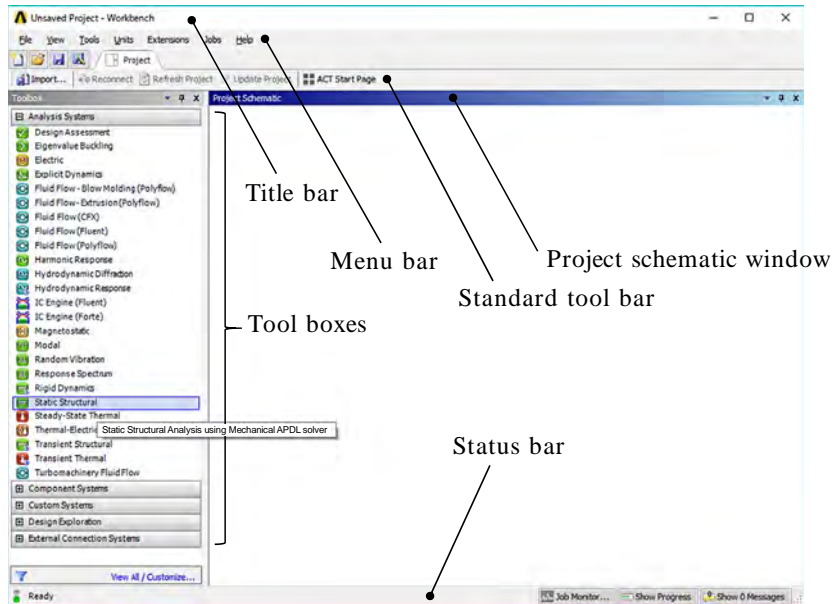 Unsaved Project - Workbench
File View Tools Units Extensions Jobs Help
Project
Import... Reconnect Refresh Project Update Project ACT Start Page
Toolbox
Project Schematic
Analysis Systems
Design Assessment
Eigenvalue Buckling
Electric
Explicit Dynamics
Fluid Flow - Blow Molding (Polyflow)
Fluid Flow - Extrusion (Polyflow)
Fluid Flow (CFX)
Fluid Flow (Fluent)
Fluid Flow (Polyflow)
Harmonic Response
Hydrodynamic Diffraction
Hydrodynamic Response
IC Engine (Fluent)
IC Engine (Forte)
Magnetostatic
Modal
Random Vibration
Response Spectrum
Rigid Dynamics
Static Structural
Steady-State Thermal
Thermal-Electric
Static Structural Analysis using Mechanical APDL solver
Transient Structural
Transient Thermal
Turbomachinery Fluid Flow
Component Systems
Custom Systems
Design Exploration
External Connection Systems
View All / Customize...
Title bar
Menu bar
Project schematic window
Standard tool bar
Tool boxes
Status bar
Ready
Job Monitor... Show Progress Show 0 Messages